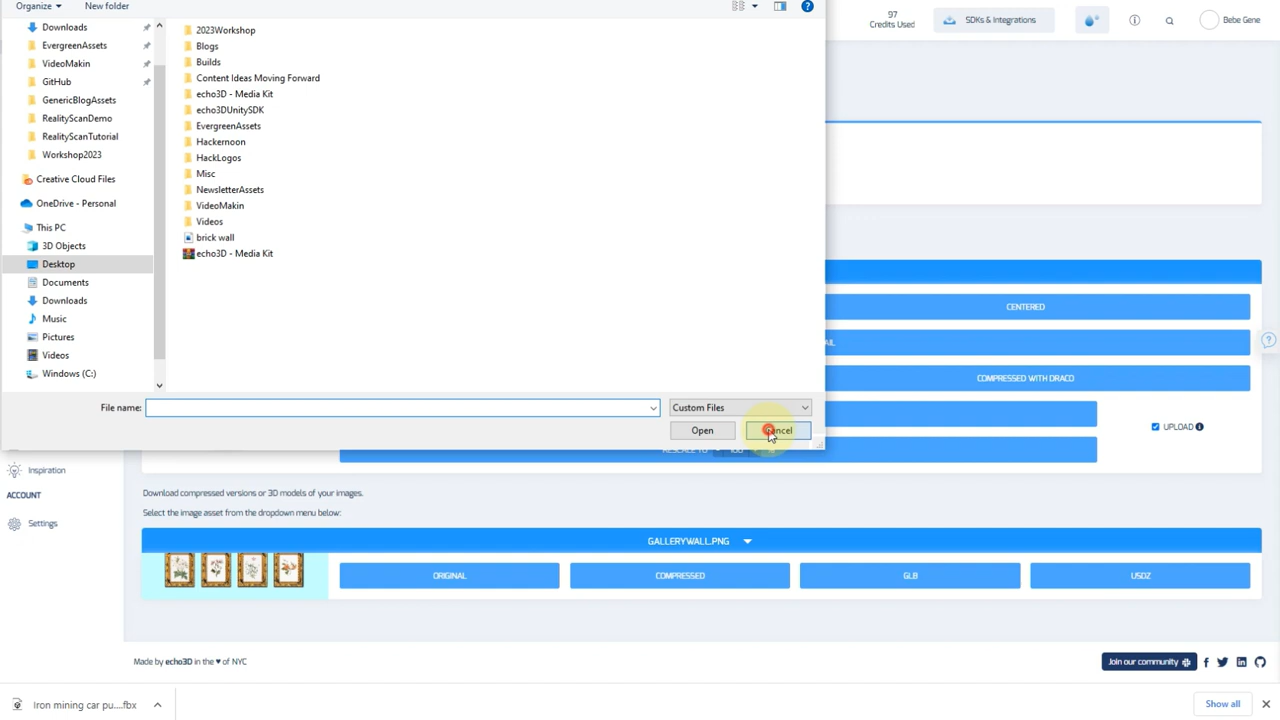 Organize
New folder
97
Credits Used
SDKs & Integrations
Bebe Gene
Downloads
EvergreenAssets
VideoMakin
GitHub
GenericBlogAssets
RealityScanDemo
RealityScanTutorial
Workshop2023
Creative Cloud Files
OneDrive - Personal
This PC
3D Objects
Desktop
Documents
Downloads
Music
Pictures
Videos
Windows (C:)
2023Workshop
Blogs
Builds
Content Ideas Moving Forward
echo3D - Media Kit
echo3DUnitySDK
EvergreenAssets
Hackernoon
HackLogos
Misc
NewsletterAssets
VideoMakin
Videos
brick wall
echo3D - Media Kit
File name:
Custom Files
Open
CENTERED
COMPRESSED WITH DRACO
UPLOAD
Inspiration
ACCOUNT
Settings
Download compressed versions or 3D models of your images.
Select the image asset from the dropdown menu below:
GALLERYWALL.PNG
ORIGINAL
COMPRESSED
GLB
USDZ
Made by echo3D in the ♥ of NYC
Join our community
Iron mining car pu....fbx
Show all